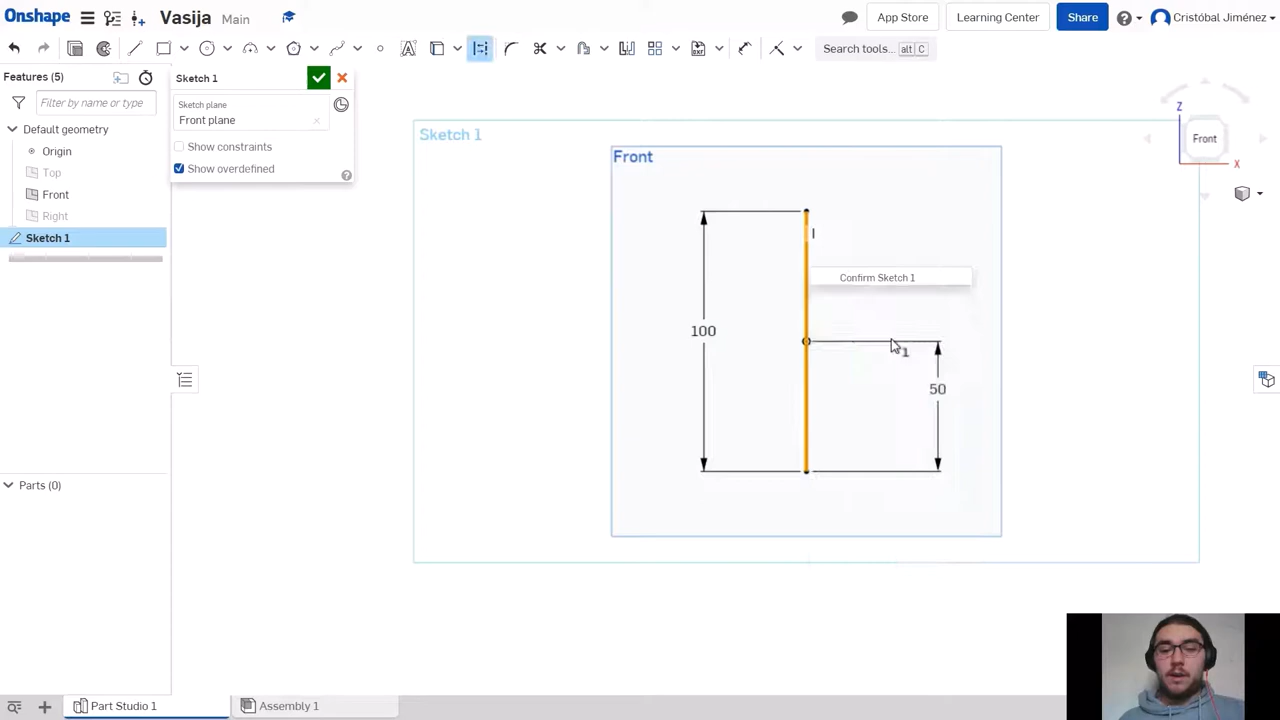 Onshape
Vasija
Main
App Store
Learning Center
Share
Cristóbal Jiménez
Search tools...
alt
C
Features (5)
Filter by name or type
Default geometry
Origin
Top
Front
Right
Sketch 1
Parts (0)
Sketch 1
Sketch plane
Front plane
Show constraints
Show overdefined
Sketch 1
Front
100
Confirm Sketch 1
50
Z
Front
X
Part Studio 1
Assembly 1